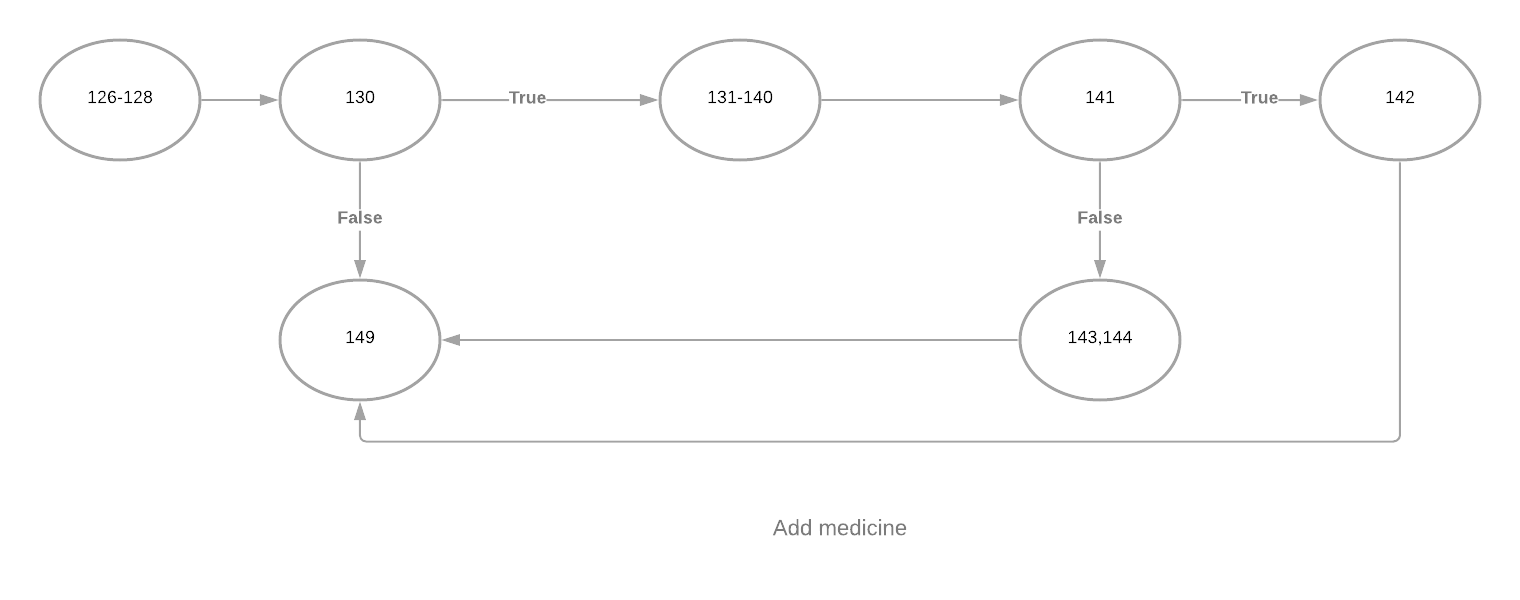 126-128
130
True
131-140
141
True
142
False
False
149
143,144
Add medicine